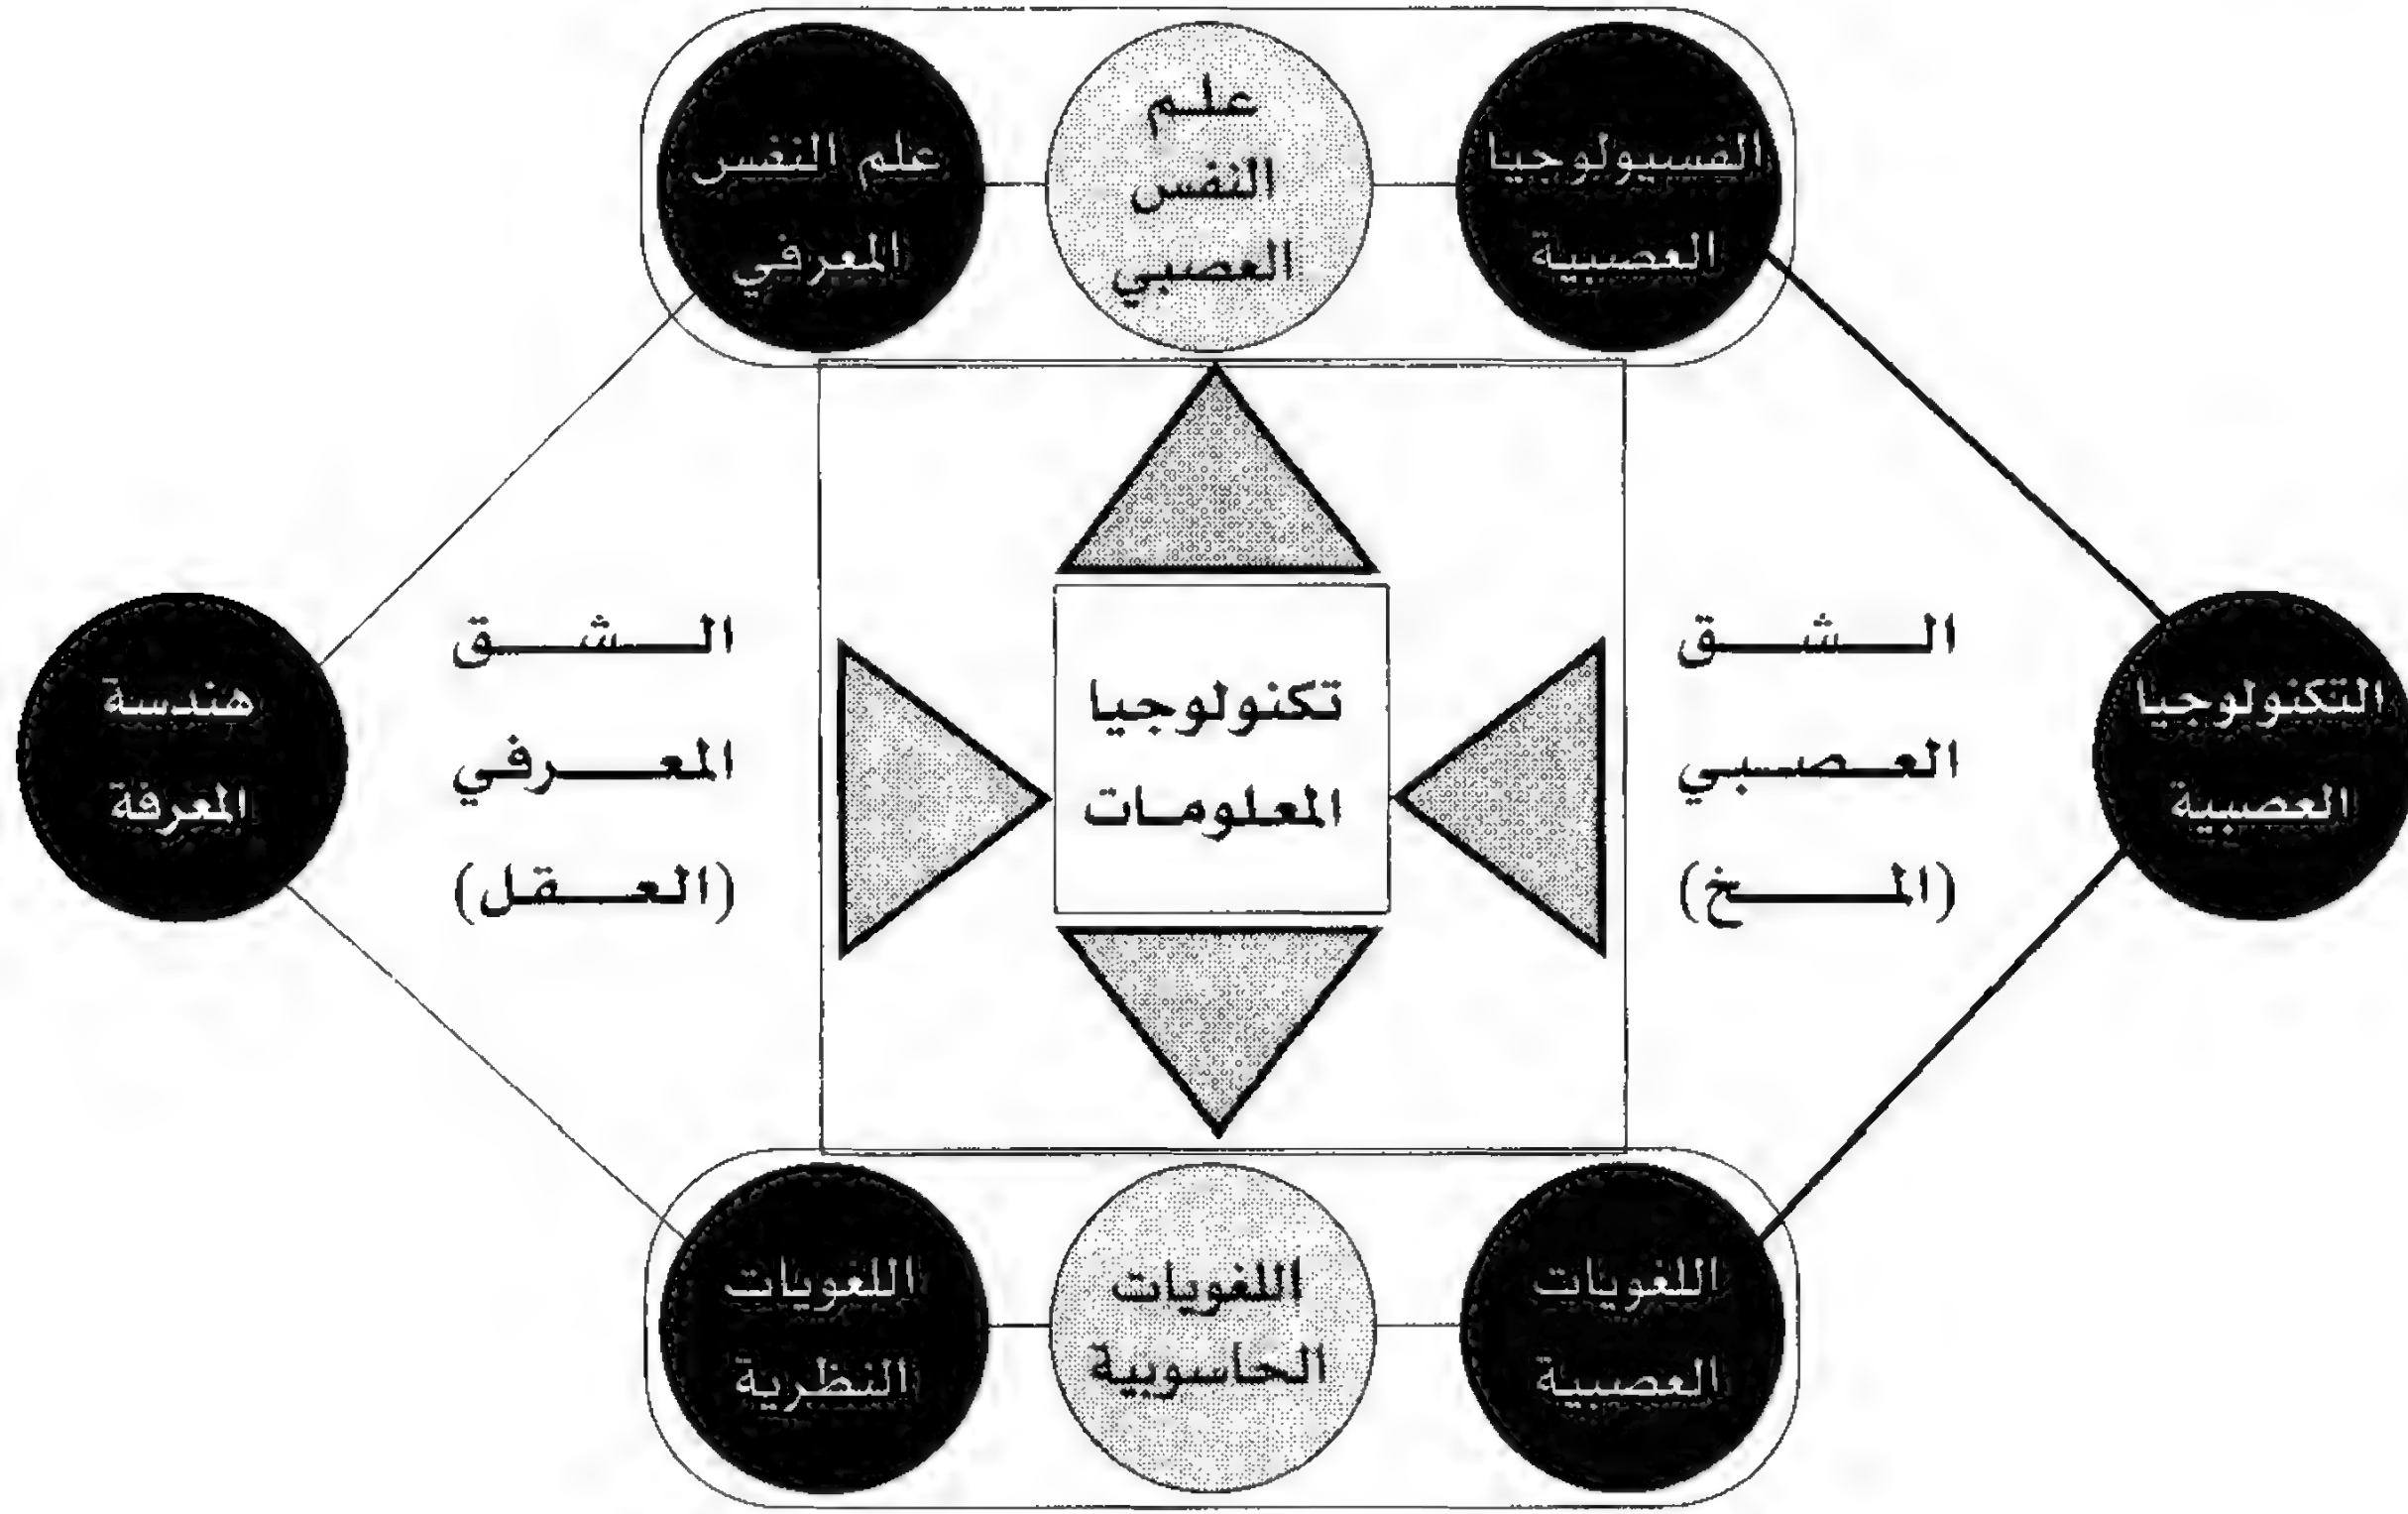 الفسيولوجيا
العصبية
علم
النفس
العصبي
علم النفس
المعرفي
التكنولوجيا
العصبية
الشق
العصبي
(المخ)
تكنولوجيا
المعلومات
الشق
المعرفي
(العقل)
هندسة
المعرفة
اللغويات
العصبية
اللغويات
الحاسوبية
اللغويات
النظرية